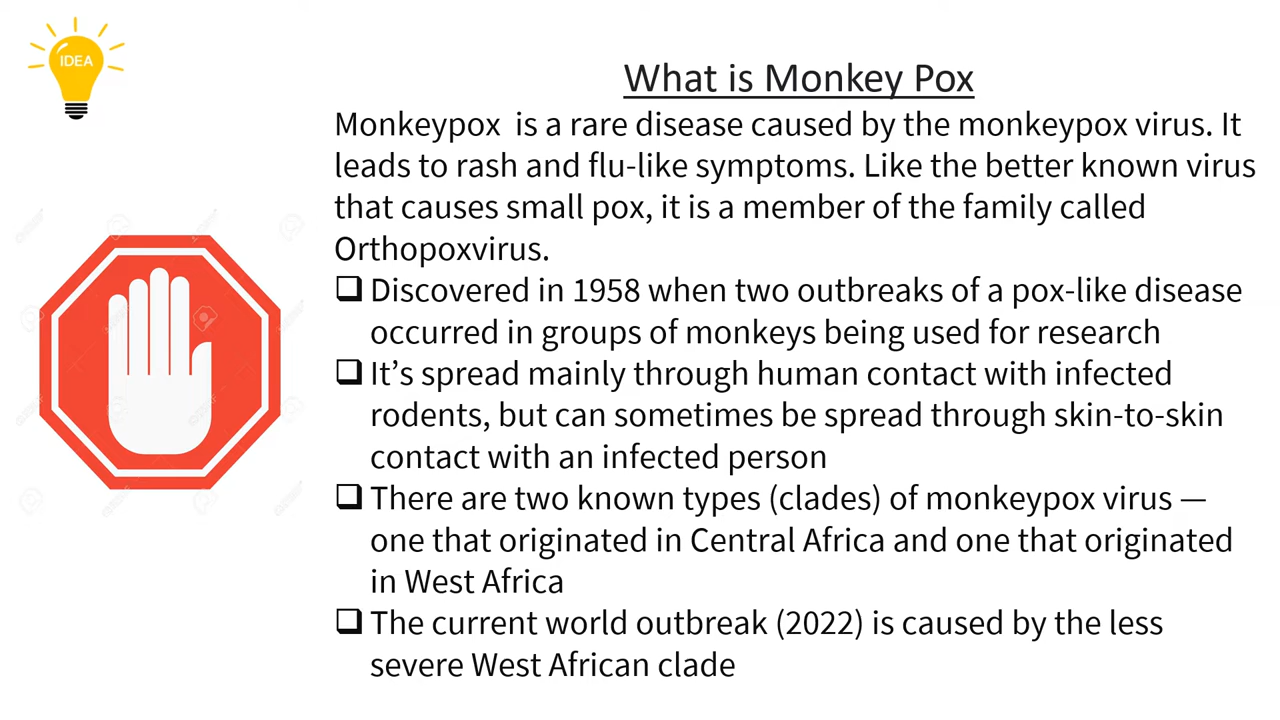 IDEA
What is Monkey Pox
Monkeypox  is a rare disease caused by the monkeypox virus. It
leads to rash and flu-like symptoms. Like the better known virus
that causes small pox, it is a member of the family called
Orthopoxvirus.
❑ Discovered in 1958 when two outbreaks of a pox-like disease
occurred in groups of monkeys being used for research
❑ It’s spread mainly through human contact with infected
rodents, but can sometimes be spread through skin-to-skin
contact with an infected person
❑ There are two known types (clades) of monkeypox virus —
one that originated in Central Africa and one that originated
in West Africa
❑ The current world outbreak (2022) is caused by the less
severe West African clade